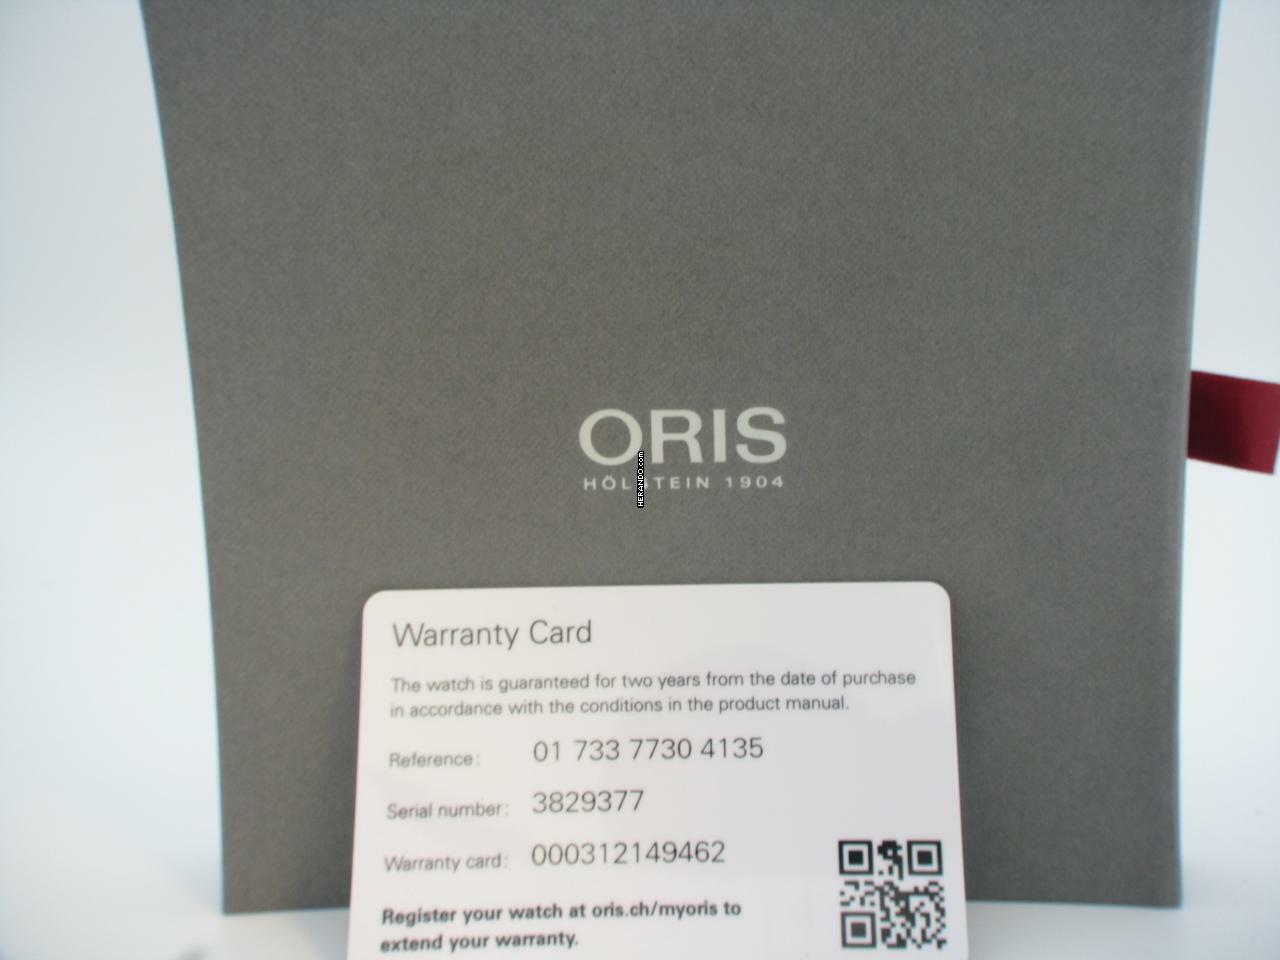 ORIS
HÖLSTEIN 1904
HERANDO.com
Warranty Card
The watch is guaranteed for two years from the date of purchase
in accordance with the conditions in the product manual.
Reference: 01 733 7730 4135
Serial number: 3829377
Warranty card: 000312149462
Register your watch at oris.ch/myoris to
extend your warranty.